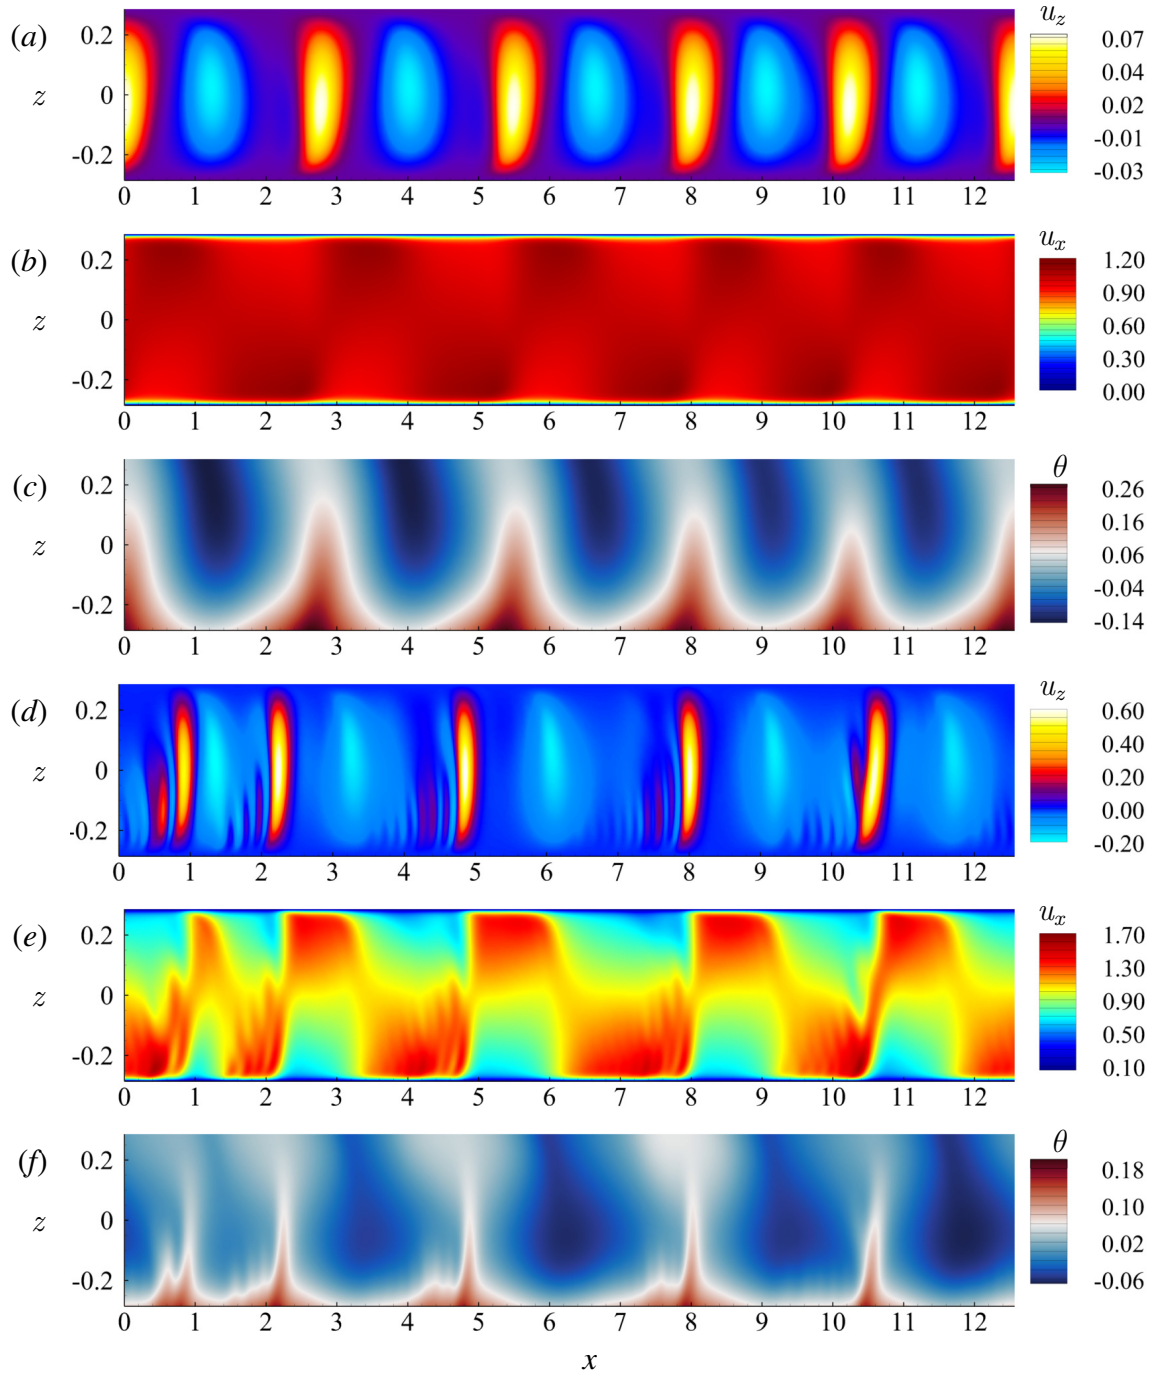 (a)
u_z
z
0.2
0
-0.2
0.07
0.04
0.02
-0.01
-0.03
0 1 2 3 4 5 6 7 8 9 10 11 12
(b)
u_x
z
0.2
0
-0.2
1.20
0.90
0.60
0.30
0.00
0 1 2 3 4 5 6 7 8 9 10 11 12
(c)
θ
z
0.2
0
-0.2
0.26
0.16
0.06
-0.04
-0.14
0 1 2 3 4 5 6 7 8 9 10 11 12
(d)
u_z
z
0.2
0
-0.2
0.60
0.40
0.20
0.00
-0.20
0 1 2 3 4 5 6 7 8 9 10 11 12
(e)
u_x
z
0.2
0
-0.2
1.70
1.30
0.90
0.50
0.10
0 1 2 3 4 5 6 7 8 9 10 11 12
(f)
θ
z
0.2
0
-0.2
0.18
0.10
0.02
-0.06
0 1 2 3 4 5 6 7 8 9 10 11 12
x